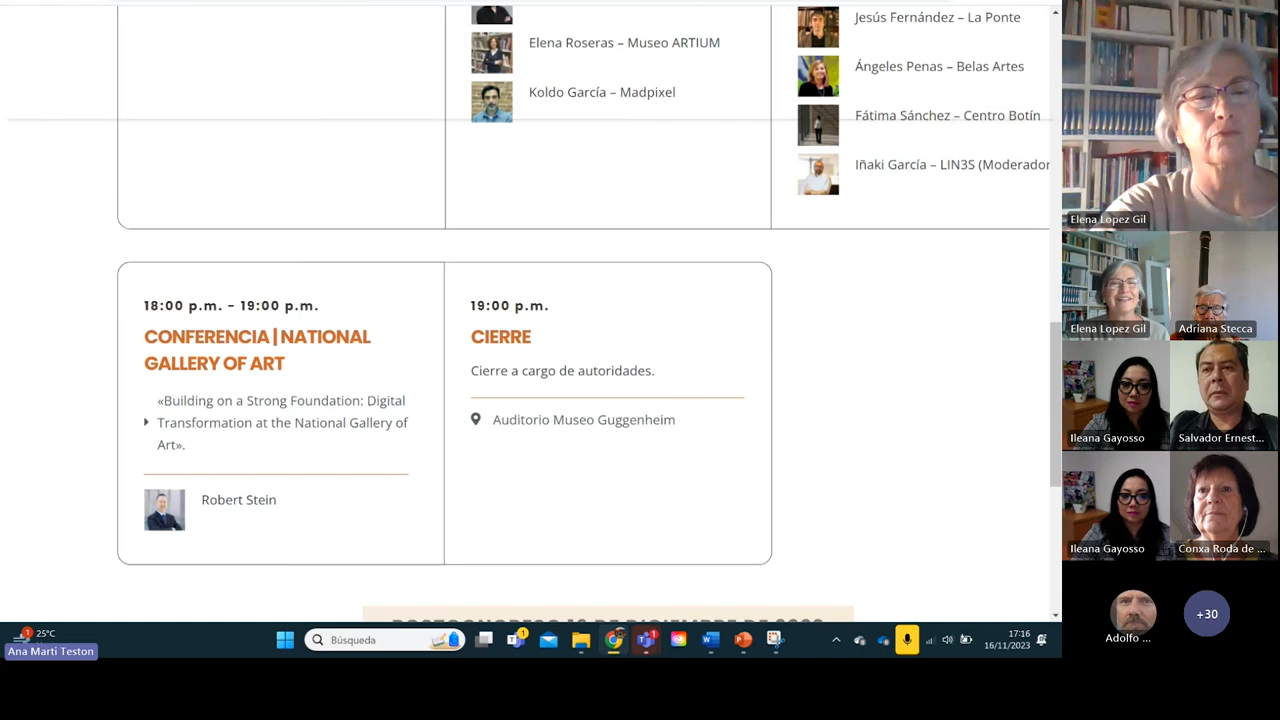 Elena Roseras – Museo ARTIUM
Koldo García – Madpixel
Jesús Fernández – La Ponte
Ángeles Penas – Belas Artes
Fátima Sánchez – Centro Botín
Iñaki García – LIN3S (Moderador
18:00 p.m. - 19:00 p.m.
CONFERENCIA | NATIONAL
GALLERY OF ART
«Building on a Strong Foundation: Digital
Transformation at the National Gallery of
Art».
Robert Stein
19:00 p.m.
CIERRE
Cierre a cargo de autoridades.
Auditorio Museo Guggenheim
Elena Lopez Gil
Elena Lopez Gil
Adriana Stecca
Ileana Gayosso
Salvador Ernest...
Ileana Gayosso
Conxa Roda de ...
Adolfo ...
+30
1
25°C
Ana Marti Teston
Búsqueda
1
1
17:16
16/11/2023